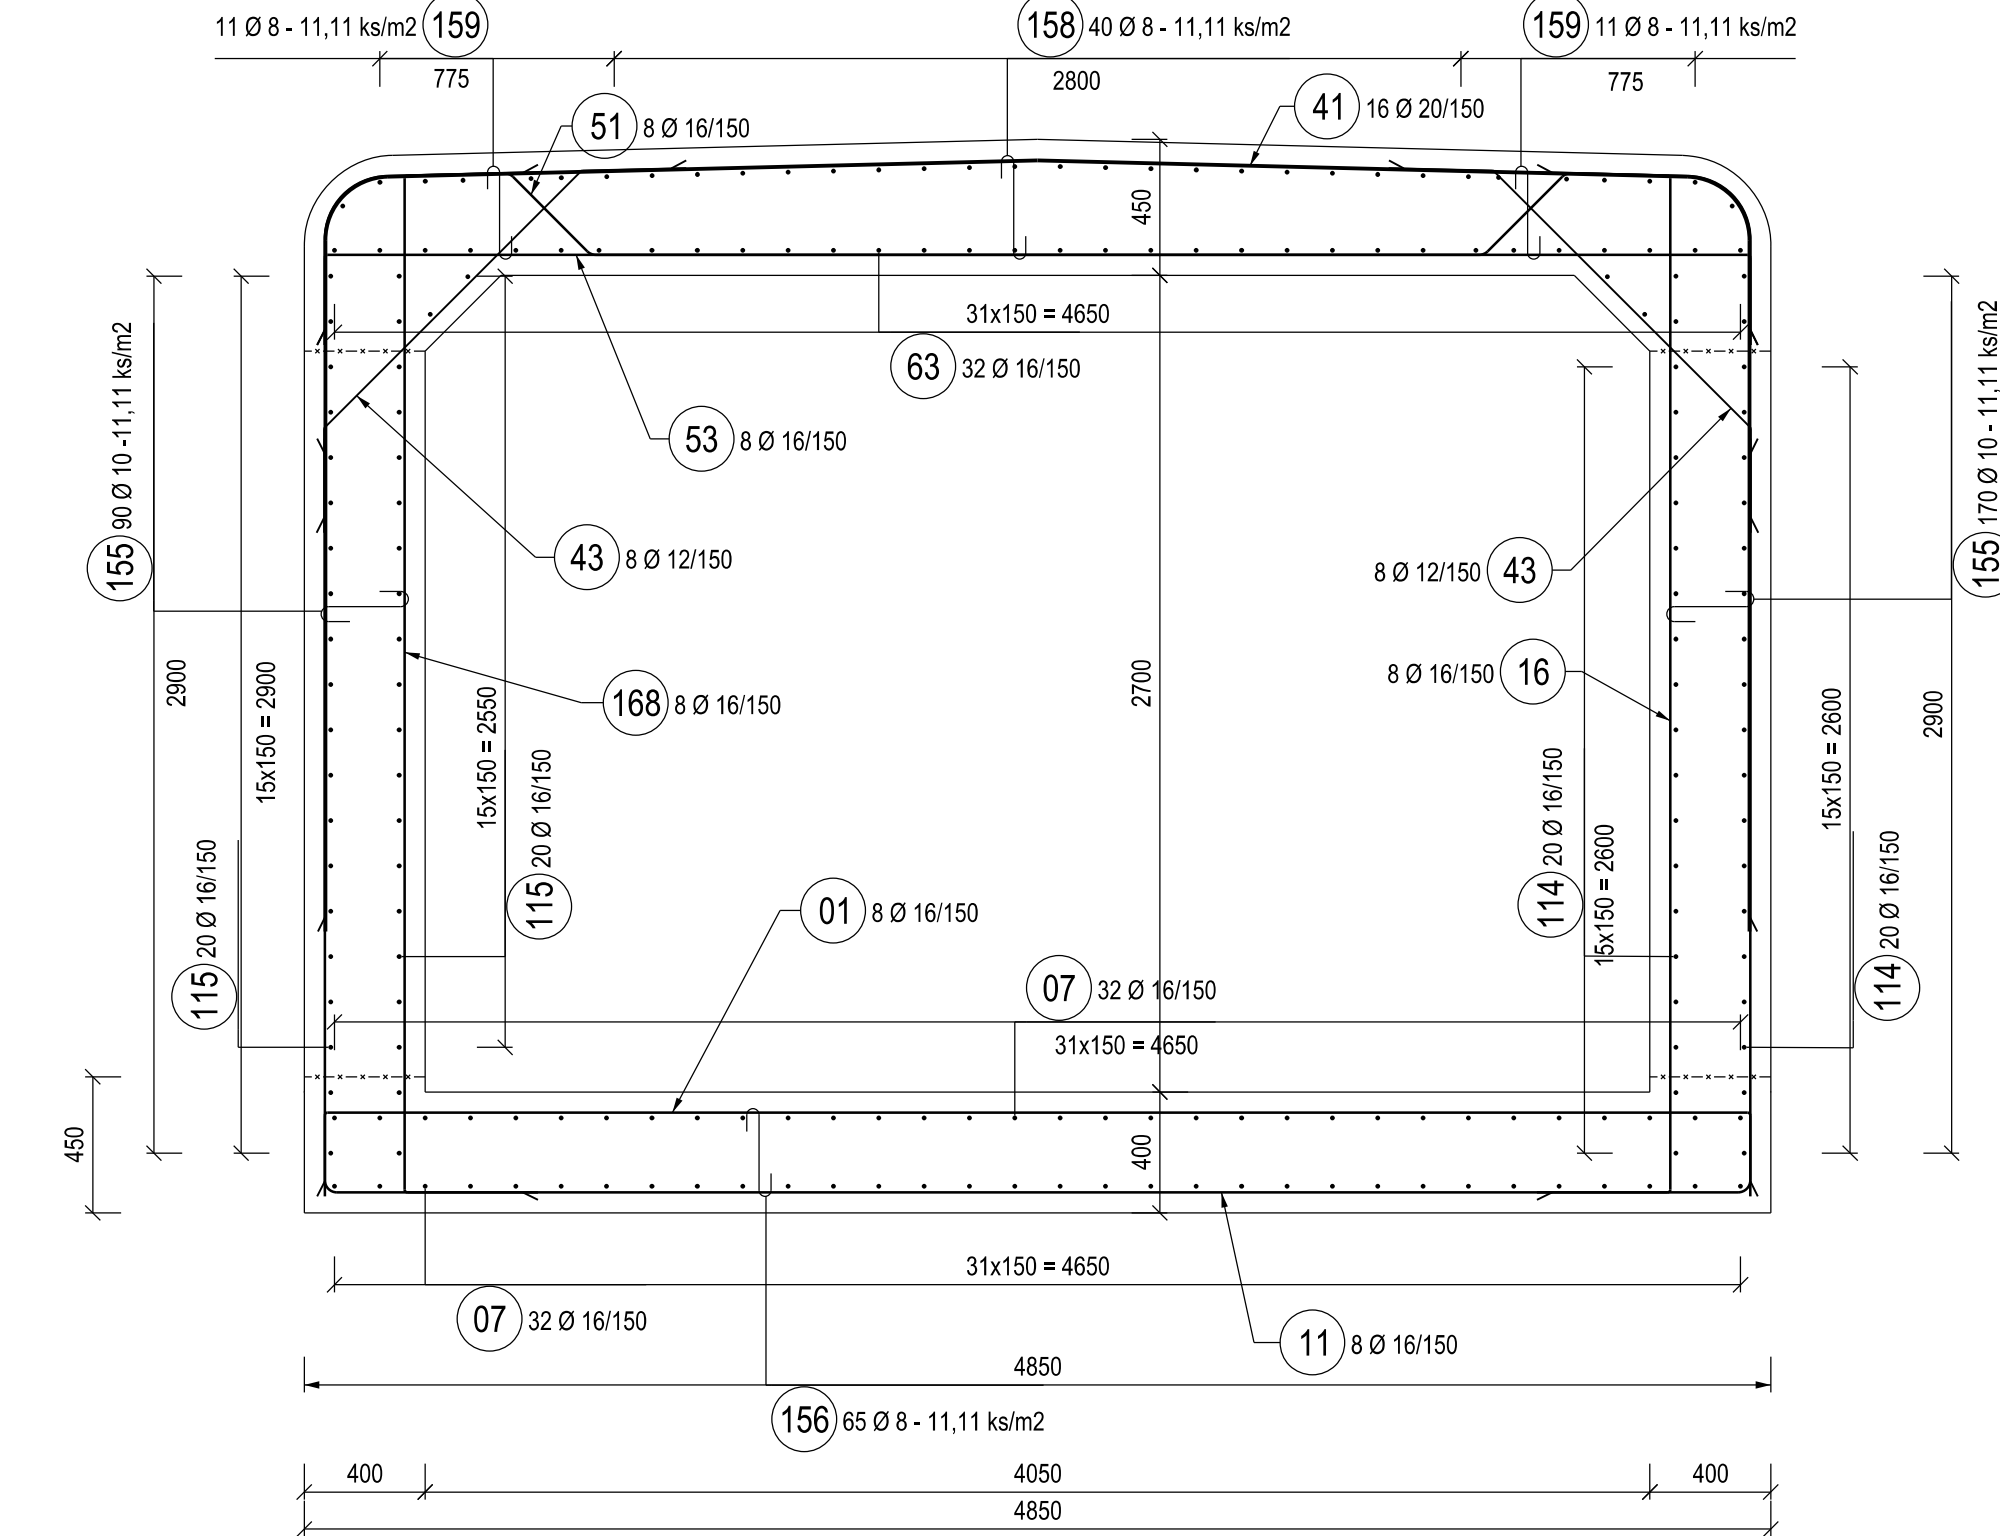 11 Ø 8 - 11,11 ks/m2 159
158 40 Ø 8 - 11,11 ks/m2
159 11 Ø 8 - 11,11 ks/m2
775
2800
775
51 8 Ø 16/150
41 16 Ø 20/150
450
31x150 = 4650
63 32 Ø 16/150
155 90 Ø 10 -11,11 ks/m2
155 170 Ø 10 - 11,11 ks/m2
53 8 Ø 16/150
43 8 Ø 12/150
8 Ø 12/150 43
2900
15x150 = 2900
168 8 Ø 16/150
15x150 = 2550
2700
8 Ø 16/150 16
15x150 = 2600
2900
115 20 Ø 16/150
115 20 Ø 16/150
01 8 Ø 16/150
114 20 Ø 16/150
15x150 = 2600
114 20 Ø 16/150
07 32 Ø 16/150
31x150 = 4650
450
400
31x150 = 4650
07 32 Ø 16/150
11 8 Ø 16/150
4850
156 65 Ø 8 - 11,11 ks/m2
400
4050
400
4850